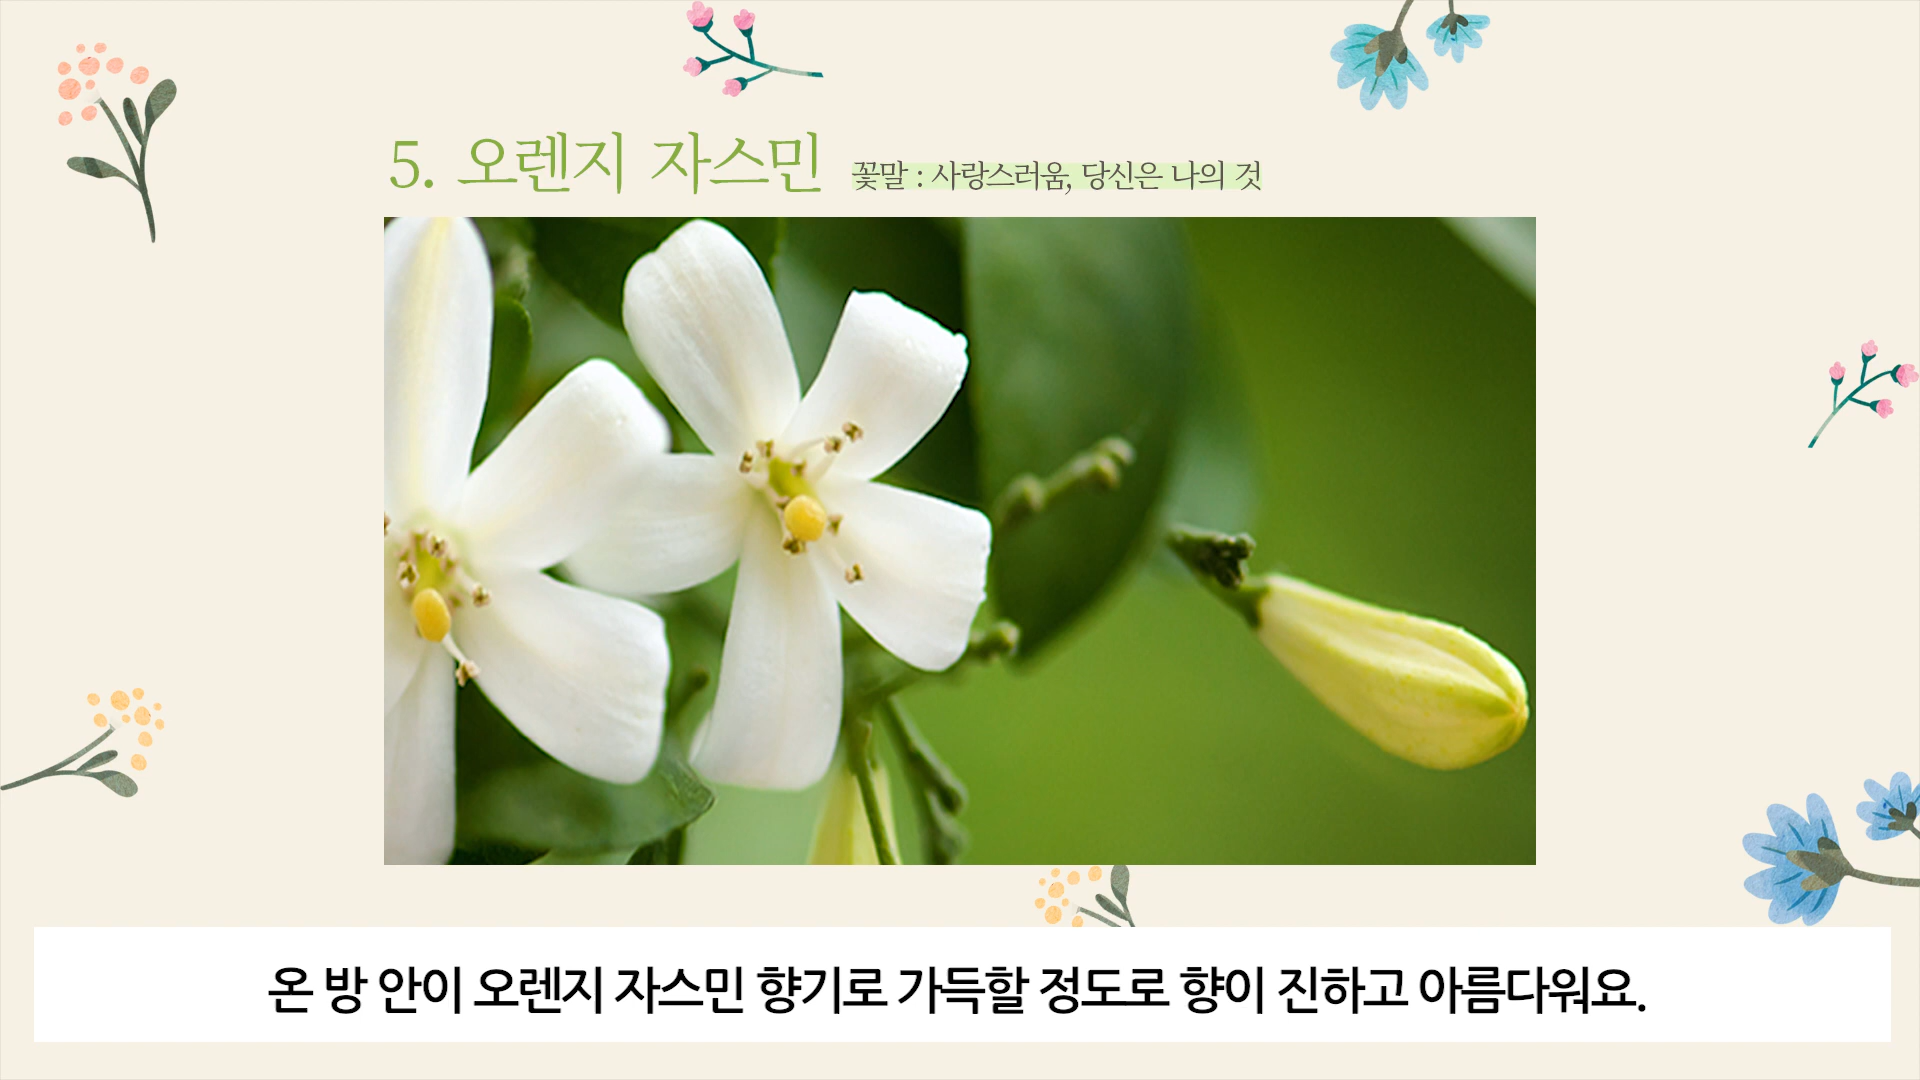 5. 오렌지 자스민 꽃말 : 사랑스러움, 당신은 나의 것
온 방 안이 오렌지 자스민 향기로 가득할 정도로 향이 진하고 아름다워요.